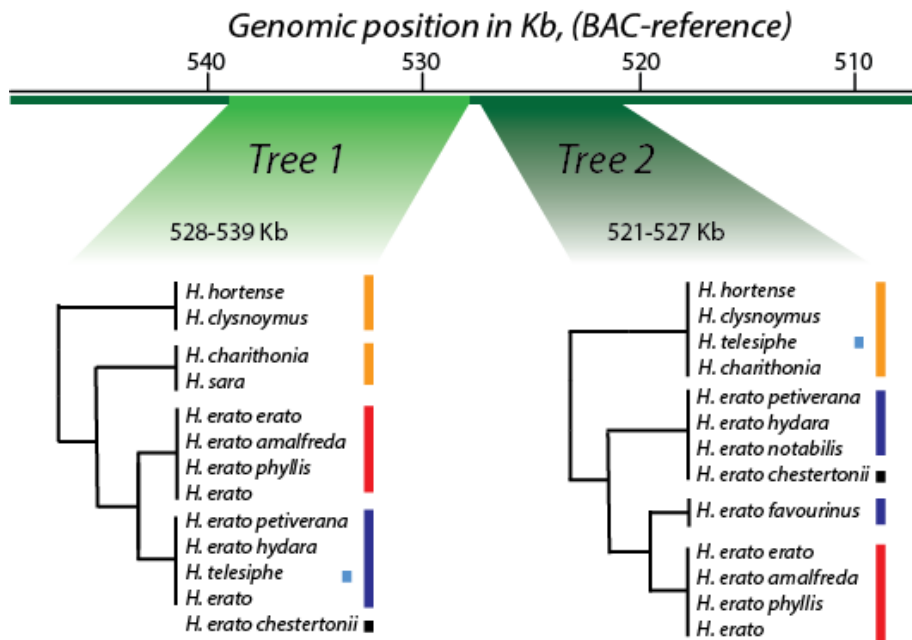 Genomic position in Kb, (BAC-reference)
540 530 520 510
Tree 1
Tree 2
528-539 Kb
521-527 Kb
H. hortense
H. clysnoymus
H. charithonia
H. sara
H. erato erato
H. erato amalfreda
H. erato phyllis
H. erato
H. erato petiverana
H. erato hydara
H. telesiphe
H. erato
H. erato chestertonii
H. hortense
H. clysnoymus
H. telesiphe
H. charithonia
H. erato petiverana
H. erato hydara
H. erato notabilis
H. erato chestertonii
H. erato favourinus
H. erato erato
H. erato amalfreda
H. erato phyllis
H. erato